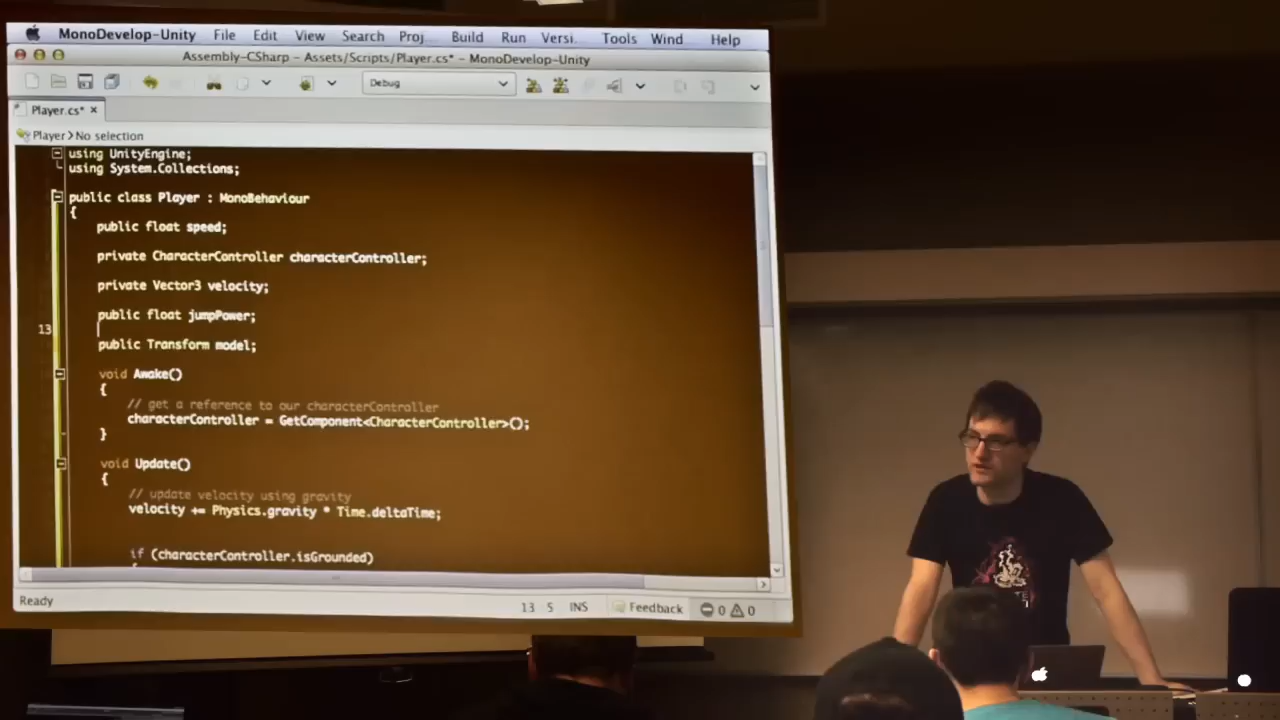 MonoDevelop-Unity File Edit View Search Proj... Build Run Versi... Tools Wind Help
Assembly-CSharp - Assets/Scripts/Player.cs* - MonoDevelop-Unity
Debug
Player.cs* ×
Player > No selection
using UnityEngine;
using System.Collections;
public class Player : MonoBehaviour
{
public float speed;
private CharacterController characterController;
private Vector3 velocity;
public float jumpPower;
13
public Transform model;
void Awake()
{
// get a reference to our characterController
characterController = GetComponent<CharacterController>();
}
void Update()
{
// update velocity using gravity
velocity += Physics.gravity * Time.deltaTime;
if (characterController.isGrounded)
Ready 13 5 INS Feedback 0 0